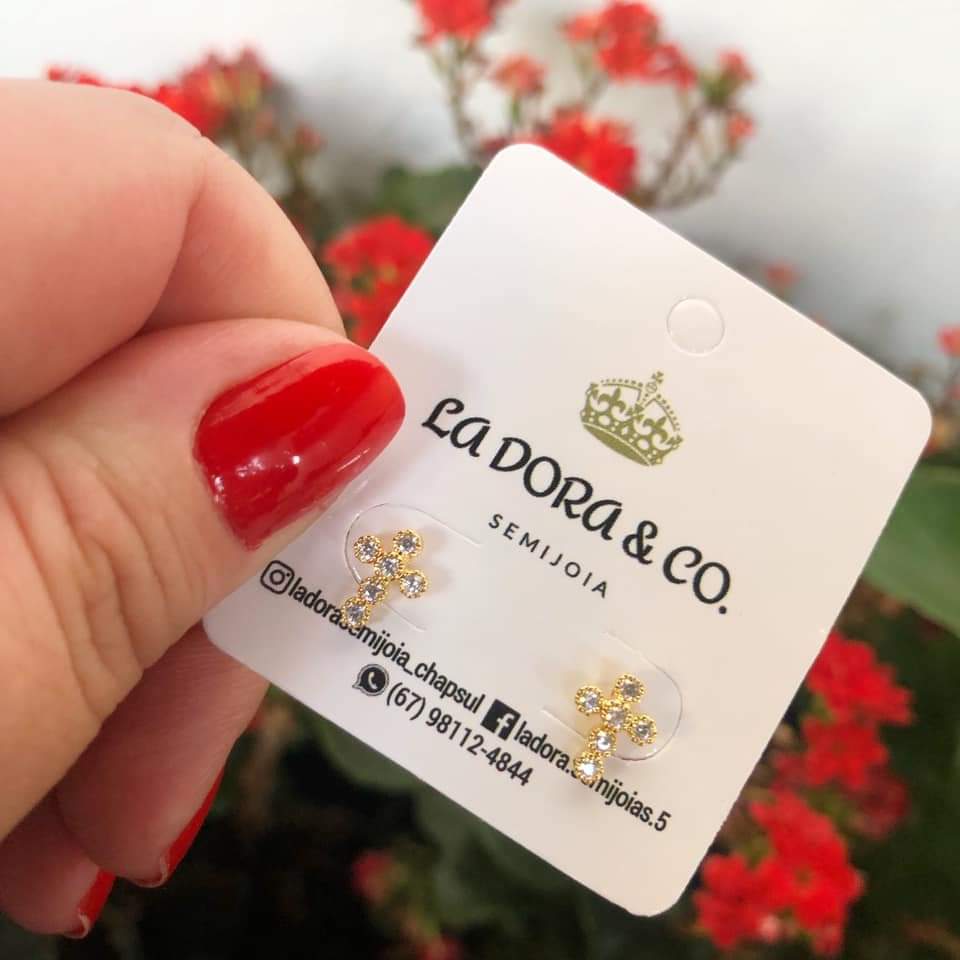 LA DORA & CO.
SEMIJOIA
ladorasemijoia_chapsul ladora.semijoias.5
(67) 98112-4844